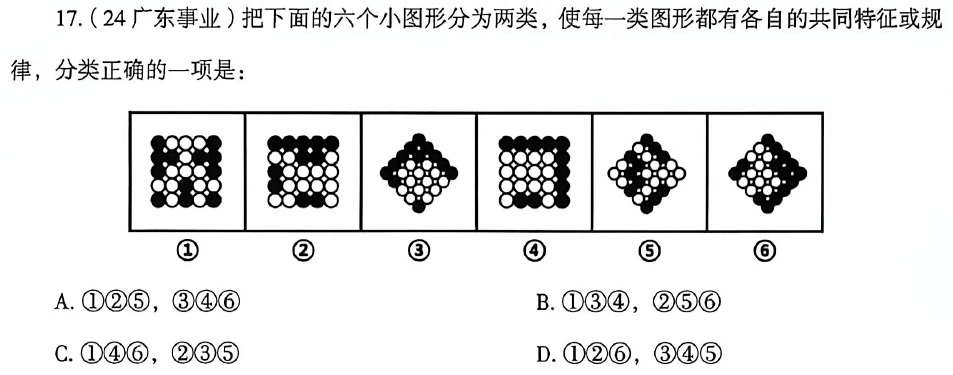 17.（24 广东事业）把下面的六个小图形分为两类，使每一类图形都有各自的共同特征或规
律，分类正确的一项是：
① ② ③ ④ ⑤ ⑥
A. ①②⑤，③④⑥ B. ①③④，②⑤⑥
C. ①④⑥，②③⑤ D. ①②⑥，③④⑤